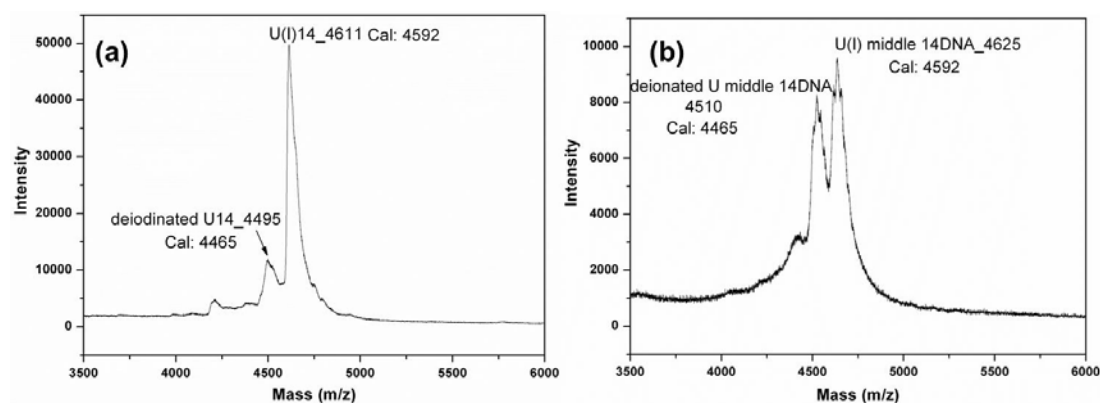 (a)
U(I)14_4611 Cal: 4592
deiodinated U14_4495
Cal: 4465
50000
40000
30000
20000
10000
0
Intensity
3500 4000 4500 5000 5500 6000
Mass (m/z)
(b)
U(I) middle 14DNA_4625
Cal: 4592
deionated U middle 14DNA
4510
Cal: 4465
10000
8000
6000
4000
2000
0
Intensity
3500 4000 4500 5000 5500 6000
Mass (m/z)